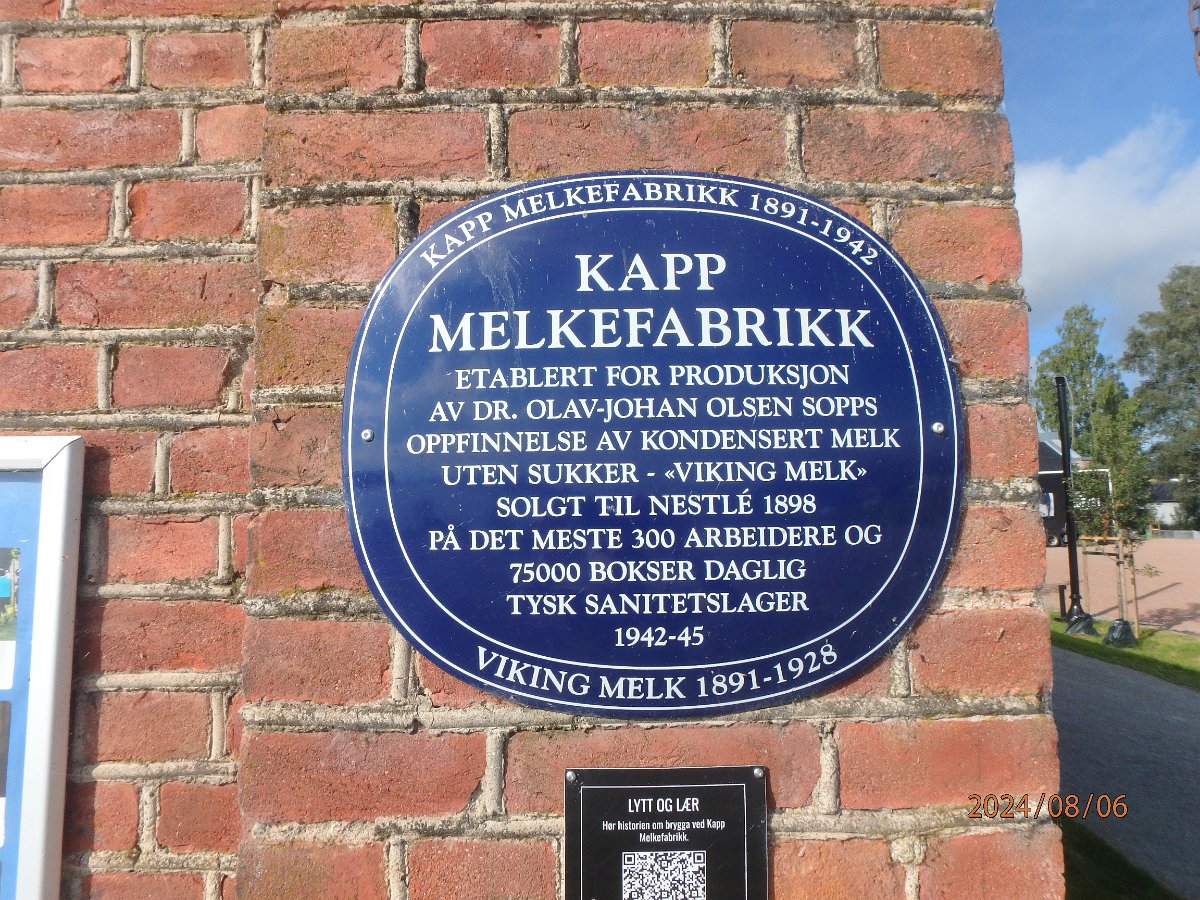 KAPP MELKEFABRIKK 1891-1942
KAPP
MELKEFABRIKK
ETABLERT FOR PRODUKSJON
AV DR. OLAV-JOHAN OLSEN SOPPS
OPPFINNELSE AV KONDENSERT MELK
UTEN SUKKER - «VIKING MELK»
SOLGT TIL NESTLÉ 1898
PÅ DET MESTE 300 ARBEIDERE OG
75000 BOKSER DAGLIG
TYSK SANITETSLAGER
1942-45
VIKING MELK 1891-1928
LYTT OG LÆR
Hør historien om brygga ved Kapp
Melkefabrikk.
2024/08/06